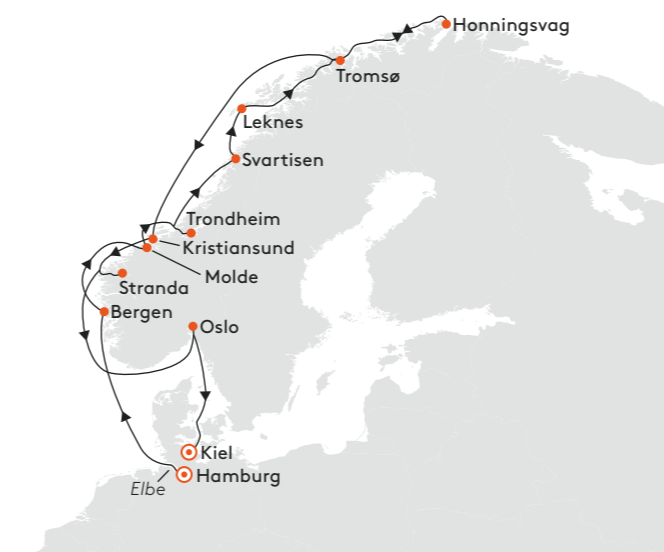 Honningsvag
Tromsø
Leknes
Svartisen
Trondheim
Kristiansund
Molde
Stranda
Bergen
Oslo
Kiel
Hamburg
Elbe